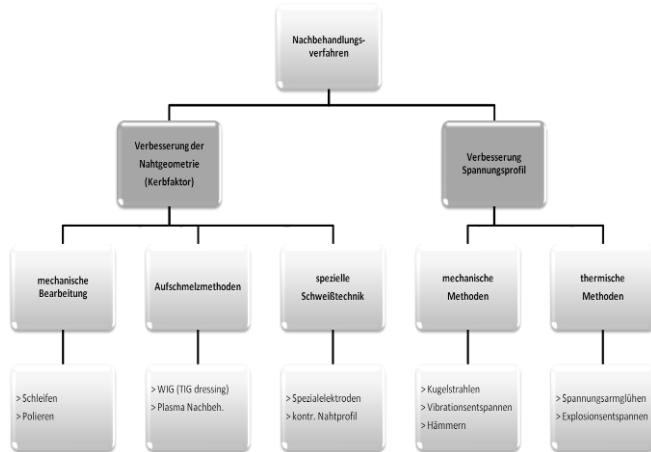 Nachbehandlungs-
verfahren
Verbesserung der
Nahtgeometrie
(Kerbfaktor)
Verbesserung
Spannungsprofil
mechanische
Bearbeitung
Aufschmelzmethoden
spezielle
Schweißtechnik
mechanische
Methoden
thermische
Methoden
> Schleifen
> Polieren
> WIG (TIG dressing)
> Plasma Nachbeh.
> Spezialelektroden
> kontr. Nahtprofil
> Kugelstrahlen
> Vibrationsentspannen
> Hämmern
> Spannungsarmglühen
> Explosionsentspannen